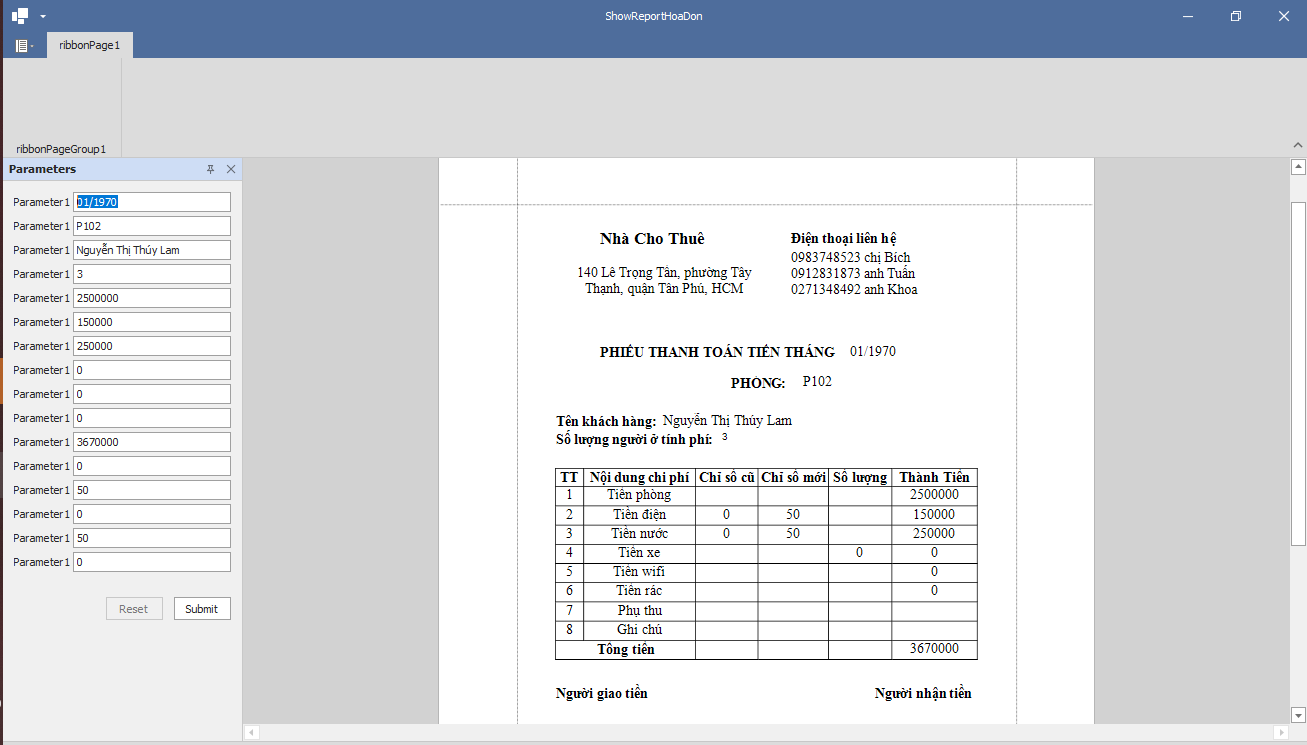 ShowReportHoaDon
ribbonPage1
ribbonPageGroup1
Parameters
Parameter1 01/1970
Parameter1 P102
Parameter1 Nguyễn Thị Thúy Lam
Parameter1 3
Parameter1 2500000
Parameter1 150000
Parameter1 250000
Parameter1 0
Parameter1 0
Parameter1 0
Parameter1 3670000
Parameter1 0
Parameter1 50
Parameter1 0
Parameter1 50
Parameter1 0
Reset Submit
Nhà Cho Thuê
140 Lê Trọng Tấn, phường Tây
Thạnh, quận Tân Phú, HCM
Điện thoại liên hệ
0983748523 chị Bích
0912831873 anh Tuấn
0271348492 anh Khoa
PHIẾU THANH TOÁN TIỀN THÁNG 01/1970
PHÒNG: P102
Tên khách hàng: Nguyễn Thị Thúy Lam
Số lượng người ở tính phí: 3
TT Nội dung chi phí Chỉ số cũ Chỉ số mới Số lượng Thành Tiền
1 Tiền phòng 2500000
2 Tiền điện 0 50 150000
3 Tiền nước 0 50 250000
4 Tiền xe 0 0
5 Tiền wifi 0
6 Tiền rác 0
7 Phụ thu
8 Ghi chú
Tổng tiền 3670000
Người giao tiền Người nhận tiền